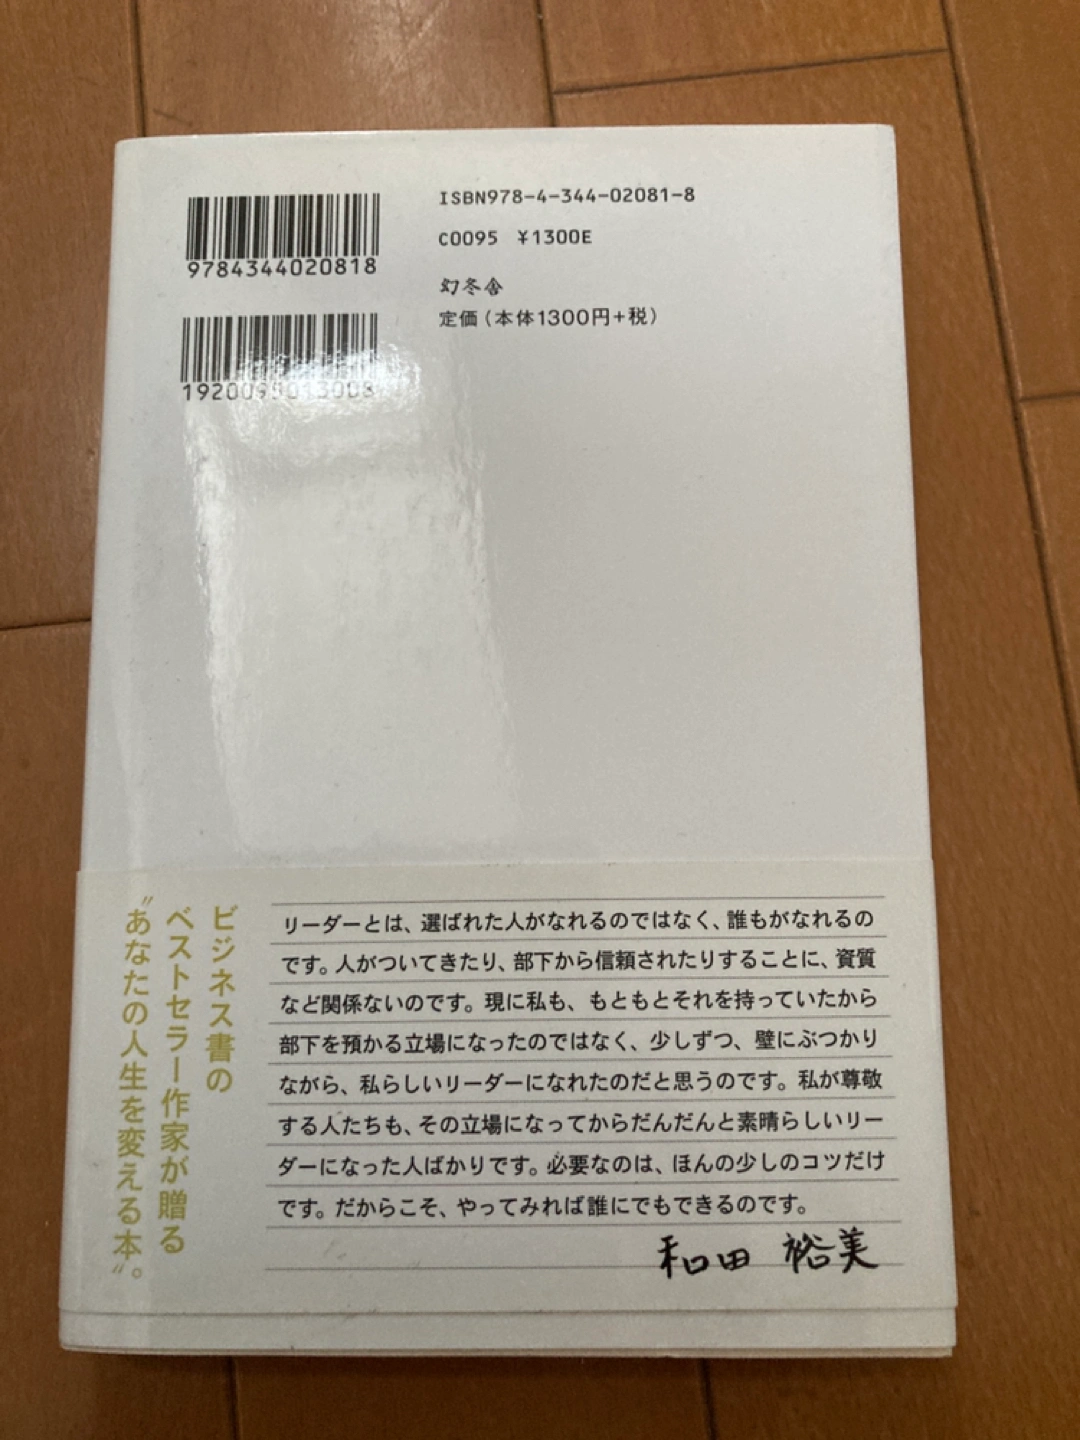 9784344020818
ISBN978-4-344-02081-8
C0095 ¥1300E
幻冬舎
定価(本体1300円+税)
ビジネス書の
ベストセラー作家が贈る
“あなたの人生を変える本”。
リーダーとは、選ばれた人がなれるのではなく、誰もがなれるの
です。人がついてきたり、部下から信頼されたりすることに、資質
など関係ないのです。現に私も、もともとそれを持っていたから
部下を預かる立場になったのではなく、少しずつ、壁にぶつかり
ながら、私らしいリーダーになれたのだと思うのです。私が尊敬
する人たちも、その立場になってからだんだんと素晴らしいリー
ダーになった人ばかりです。必要なのは、ほんの少しのコツだけ
です。だからこそ、やってみれば誰にでもできるのです。
和田 裕美